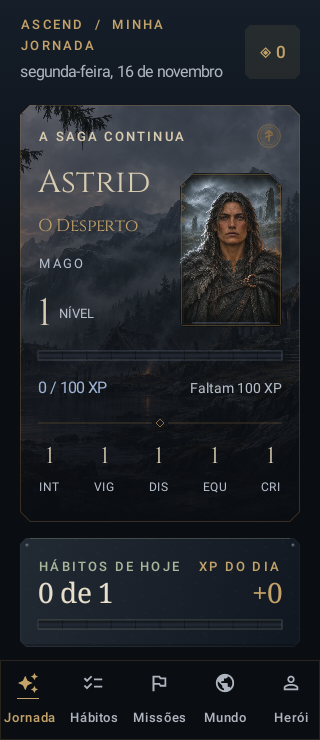 ASCEND / MINHA
JORNADA
segunda-feira, 16 de novembro
0
A SAGA CONTINUA
ASTRID
O DESPERTO
MAGO
1 NÍVEL
0 / 100 XP
Faltam 100 XP
1 1 1 1 1
INT VIG DIS EQU CRI
HÁBITOS DE HOJE XP DO DIA
0 de 1 +0
Jornada Hábitos Missões Mundo Herói